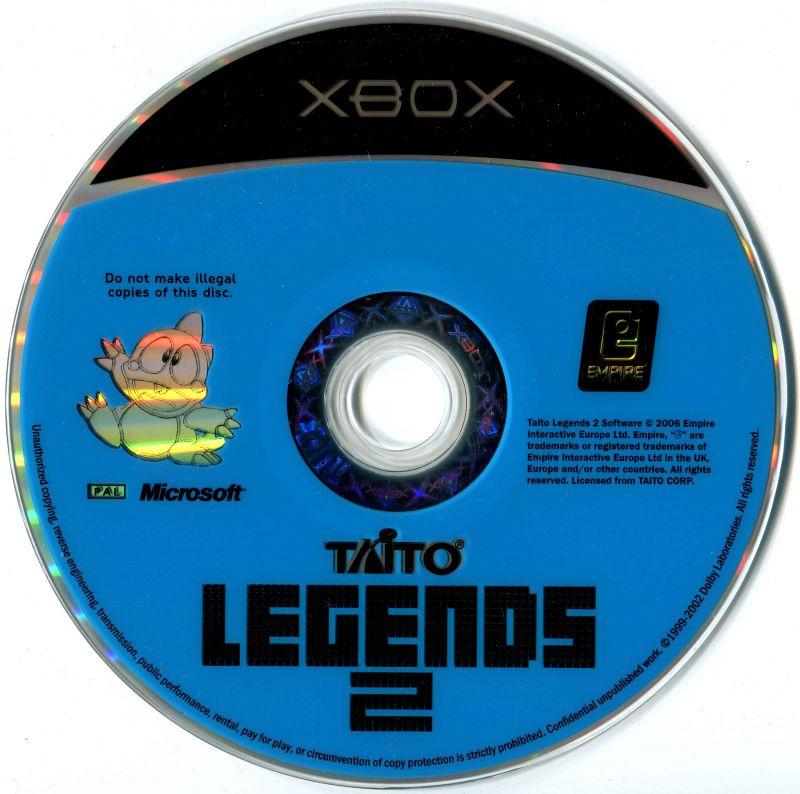 XBOX
Do not make illegal
copies of this disc.
EMPIRE
Taito Legends 2 Software © 2006 Empire
Interactive Europe Ltd. Empire, "e" are
trademarks or registered trademarks of
Empire Interactive Europe Ltd in the UK,
Europe and/or other countries. All rights
reserved. Licensed from TAITO CORP.
PAL Microsoft
XBOX
TAITO®
LEGENDS
2
Unauthorized copying, reverse engineering, transmission, public performance, rental, pay for play, or circumvention of copy protection is strictly prohibited. Confidential unpublished work. ©1999-2002 Dolby Laboratories. All rights reserved.